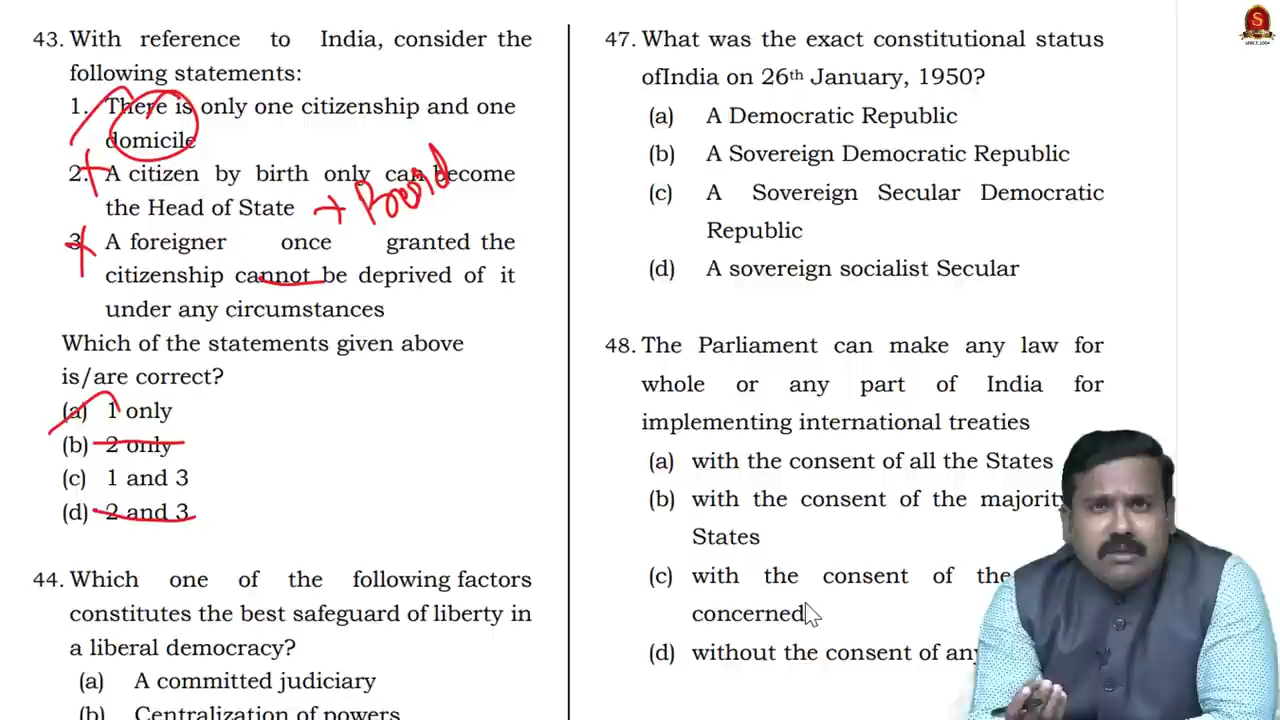 43. With reference to India, consider the
following statements:
1. There is only one citizenship and one
domicile
2. A citizen by birth only can become
the Head of State
3. A foreigner once granted the
citizenship cannot be deprived of it
under any circumstances
Which of the statements given above
is/are correct?
(a) 1 only
(b) 2 only
(c) 1 and 3
(d) 2 and 3
44. Which one of the following factors
constitutes the best safeguard of liberty in
a liberal democracy?
(a) A committed judiciary
(b) Centralization of powers
47. What was the exact constitutional status
ofIndia on 26th January, 1950?
(a) A Democratic Republic
(b) A Sovereign Democratic Republic
(c) A Sovereign Secular Democratic
Republic
(d) A sovereign socialist Secular
48. The Parliament can make any law for
whole or any part of India for
implementing international treaties
(a) with the consent of all the States
(b) with the consent of the majority
States
(c) with the consent of the
concerned
(d) without the consent of any
S
SINCE 2004